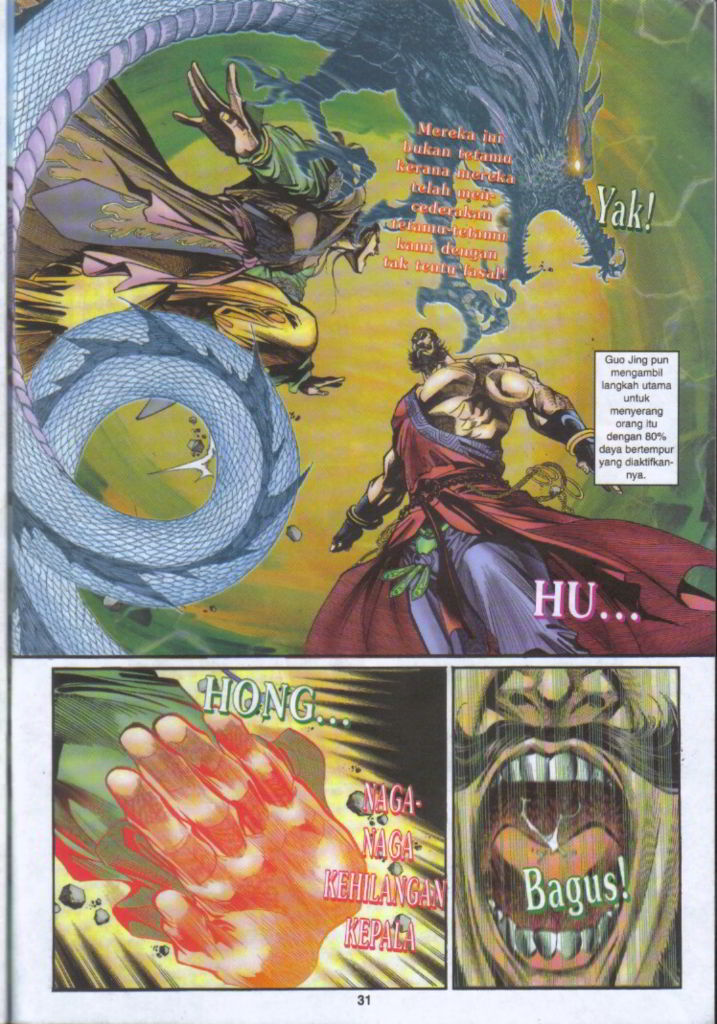 Mereka ini
bukan tetamu
kerana mereka
telah men-
cederakan
tetamu-tetamu
kami dengan
tak tentu fasal!
Yak!
Guo Jing pun
mengambil
langkah utama
untuk
menyerang
orang itu
dengan 80%
daya bertempur
yang diaktifkan-
nya.
HU...
HONG...
NAGA-
NAGA
KEHILANGAN
KEPALA
Bagus!
31